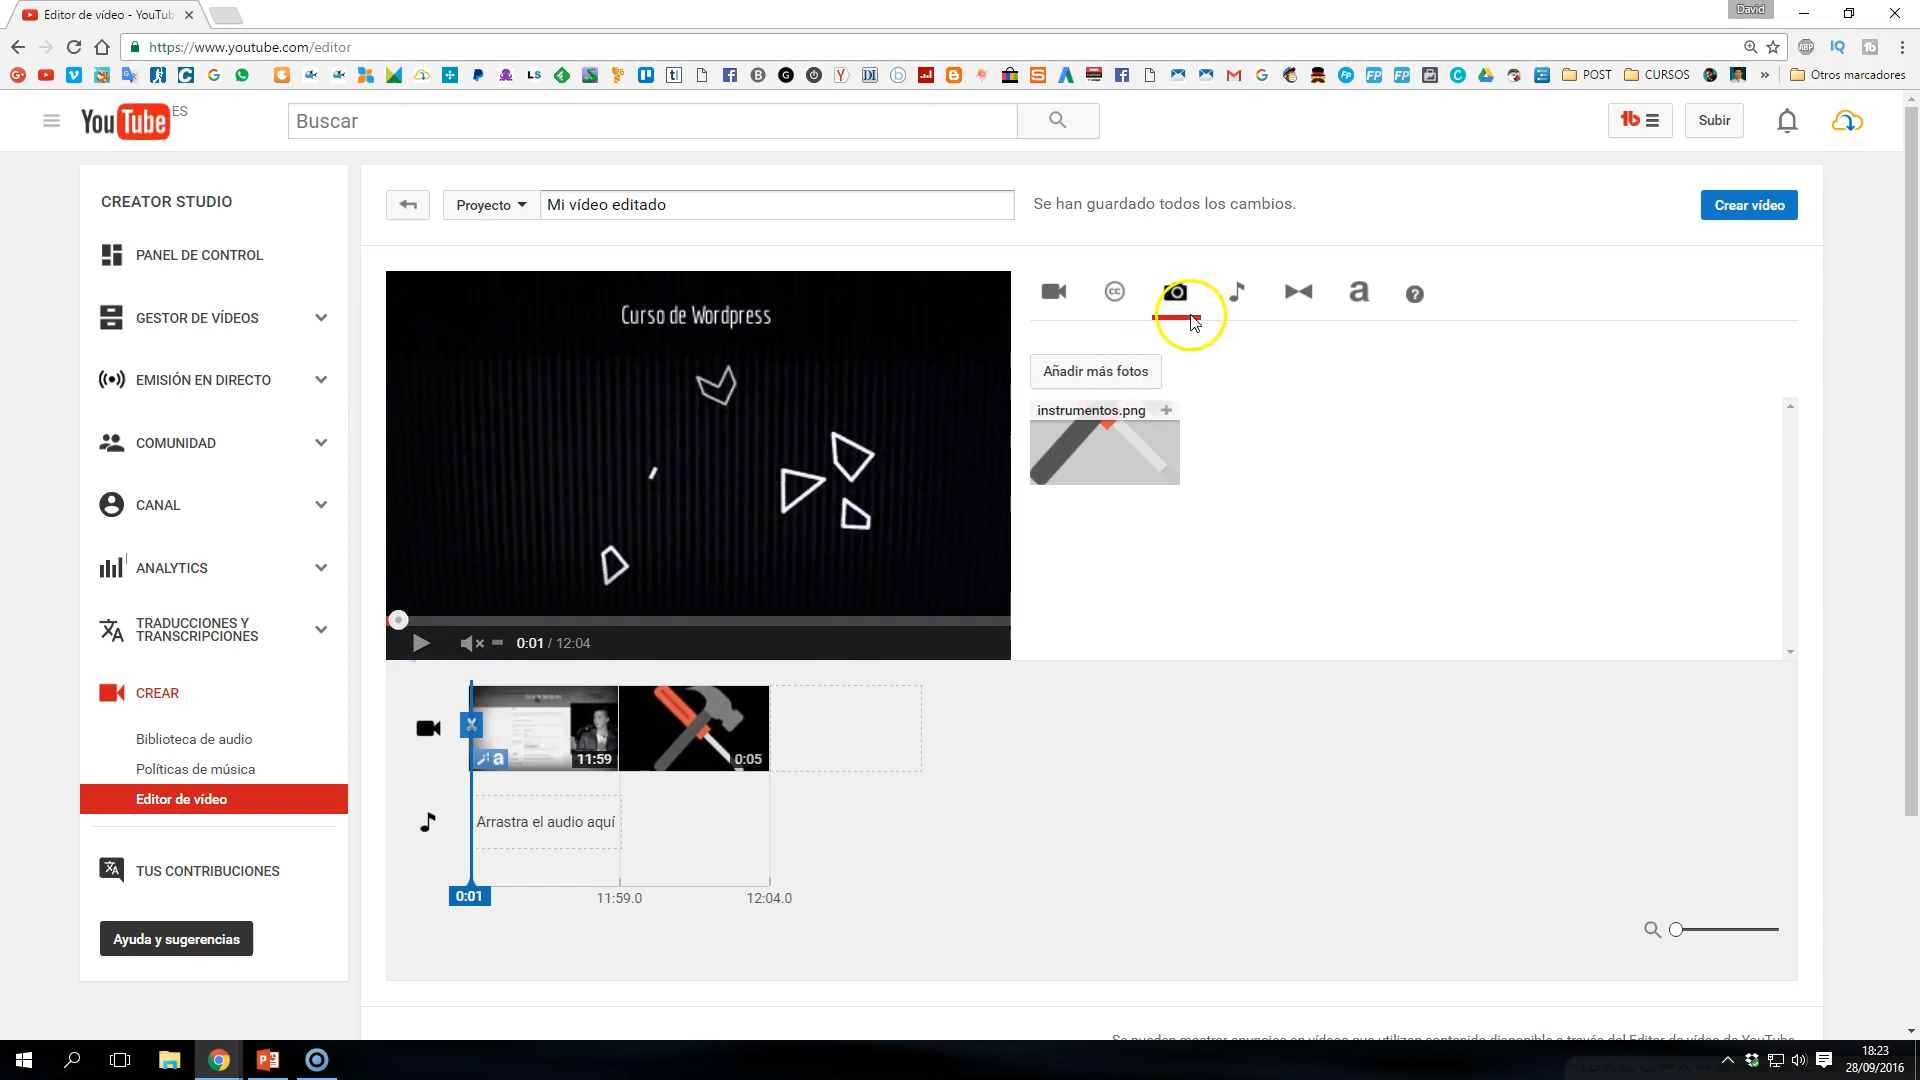 Editor de vídeo - YouTub
David
https://www.youtube.com/editor
POST
CURSOS
Otros marcadores
YouTube ES
Buscar
Subir
CREATOR STUDIO
PANEL DE CONTROL
GESTOR DE VÍDEOS
EMISIÓN EN DIRECTO
COMUNIDAD
CANAL
ANALYTICS
TRADUCCIONES Y
TRANSCRIPCIONES
CREAR
Biblioteca de audio
Políticas de música
Editor de vídeo
TUS CONTRIBUCIONES
Ayuda y sugerencias
Proyecto
Mi vídeo editado
Se han guardado todos los cambios.
Crear vídeo
Curso de Wordpress
0:01 / 12:04
cc
a
?
Añadir más fotos
instrumentos.png
a
11:59
0:05
Arrastra el audio aquí
0:01
11:59.0
12:04.0
18:23
28/09/2016